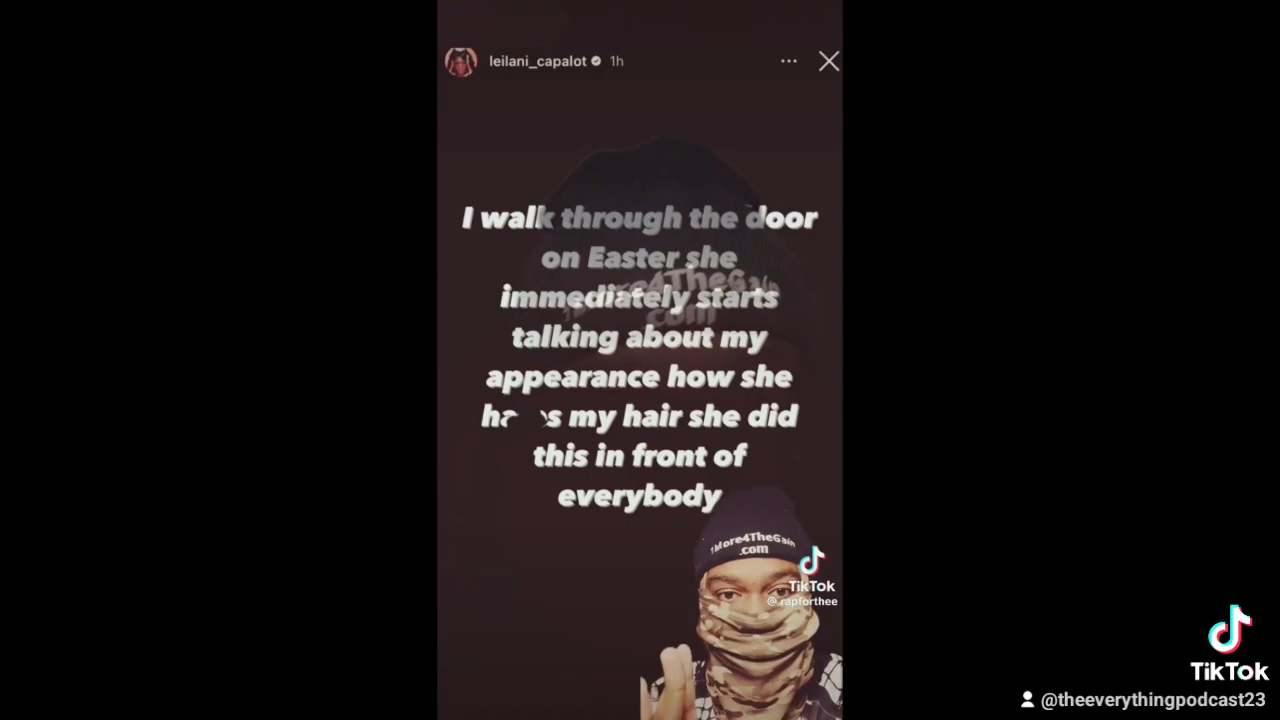 leilani_capalot 1h
I walk through the door
on Easter she
immediately starts
talking about my
appearance how she
my hair she did
this in front of
everybody
1More4TheGain
.com
TikTok
@rapforthee
TikTok
@theeverythingpodcast23